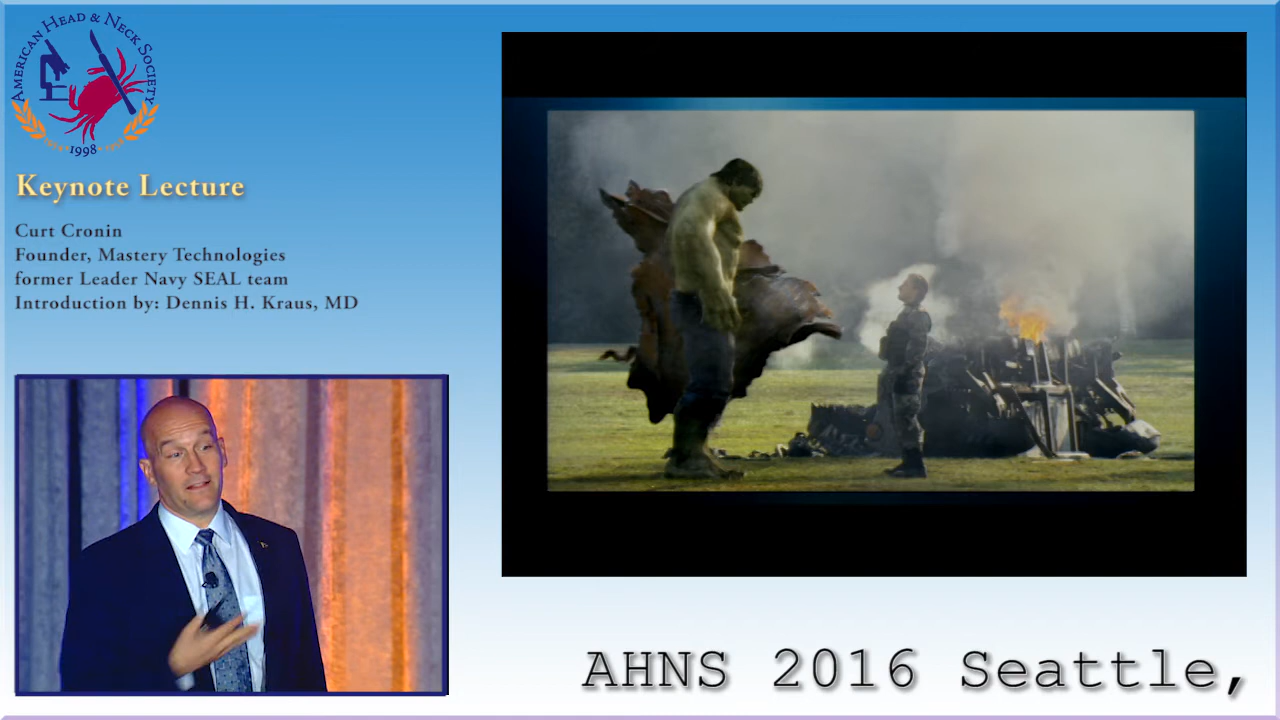 AMERICAN HEAD & NECK SOCIETY
1998
Keynote Lecture
Curt Cronin
Founder, Mastery Technologies
former Leader Navy SEAL team
Introduction by: Dennis H. Kraus, MD
AHNS 2016 Seattle,